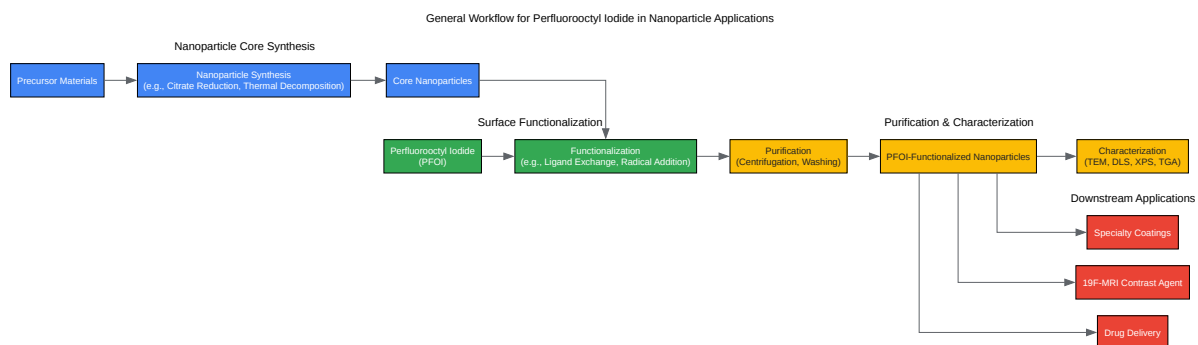 General Workflow for Perfluorooctyl Iodide in Nanoparticle Applications
Nanoparticle Core Synthesis
Precursor Materials
Nanoparticle Synthesis
(e.g., Citrate Reduction, Thermal Decomposition)
Core Nanoparticles
Surface Functionalization
Perfluorooctyl Iodide
(PFOI)
Functionalization
(e.g., Ligand Exchange, Radical Addition)
Purification & Characterization
Purification
(Centrifugation, Washing)
PFOI-Functionalized Nanoparticles
Characterization
(TEM, DLS, XPS, TGA)
Downstream Applications
Specialty Coatings
19F-MRI Contrast Agent
Drug Delivery